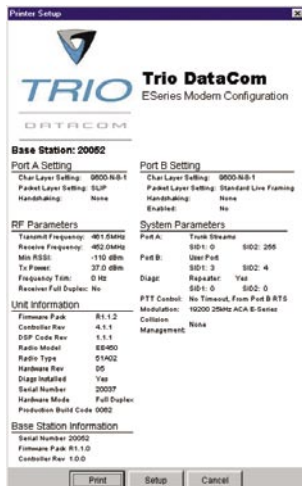 Printer Setup
TRIO
DATACOM
Trio DataCom
ESeries Modem Configuration
Base Station: 20052
Port A Setting
Char Layer Setting: 9600-N-8-1
Packet Layer Setting: SLIP
Handshaking: None
Port B Setting
Char Layer Setting: 9600-N-8-1
Packet Layer Setting: Standard Live Framing
Handshaking: None
Enabled: No
RF Parameters
Transmit Frequency: 461.5MHz
Receive Frequency: 452.0MHz
Min RSSI: -110 dBm
Tx Power: 37.0 dBm
Frequency Trim: 0 Hz
Receiver Full Duplex: No
System Parameters
Port A: Trunk Streams
SID1: 0 SID2: 255
Port B: User Port
SID1: 3 SID2: 4
Diags: Repeater: Yes
SID1: 0 SID2: 0
PTT Control: No Timeout, From Port B RTS
Modulation: 19200 25kHz ACA E-Series
Collision
Management: None
Unit Information
Firmware Pack R1.1.2
Controller Rev 4.1.1
DSP Code Rev 1.1.1
Radio Model EB450
Radio Type 51A02
Hardware Rev 05
Diags Installed Yes
Serial Number 20037
Hardware Mode Full Duplex
Production Build Code 0062
Base Station Information
Serial Number 20052
Firmware Pack R1.1.0
Controller Rev 1.0.0
Print Setup Cancel